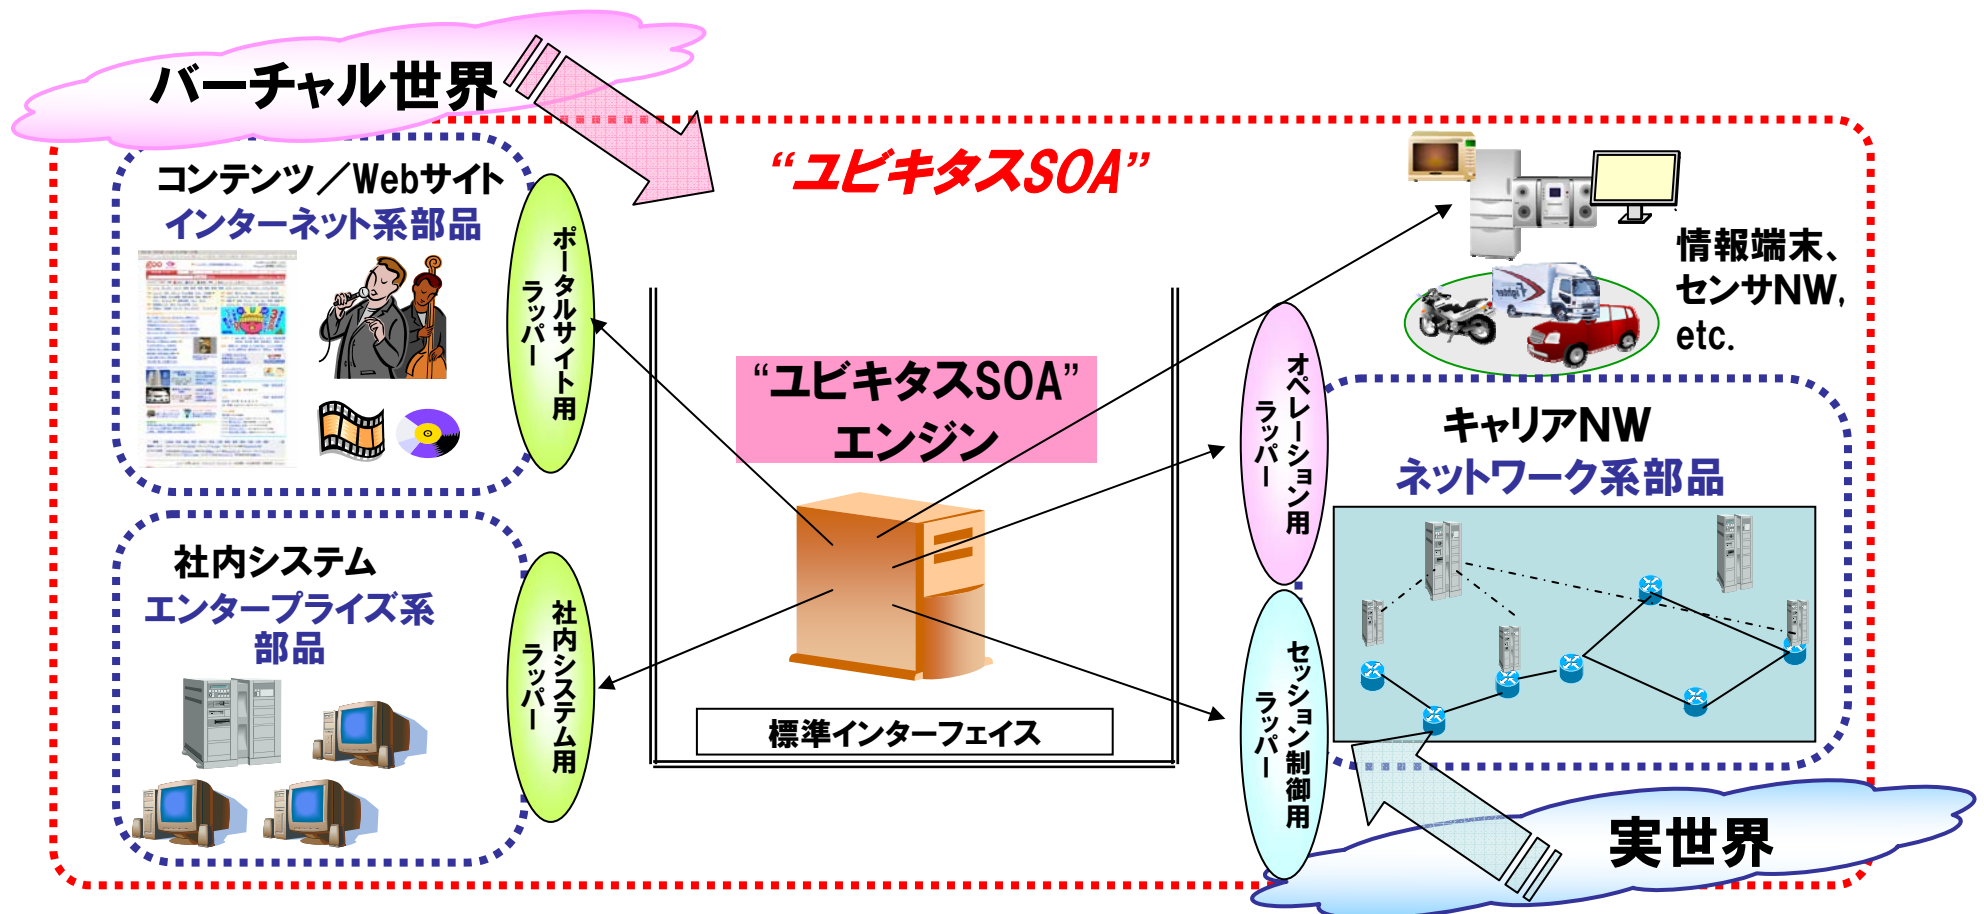 バーチャル世界
“ユビキタスSOA”
コンテンツ／Webサイト
インターネット系部品
ポータルサイト用
ラッパー
情報端末、
センサNW,
etc.
“ユビキタスSOA”
エンジン
オペレーション用
ラッパー
キャリアNW
ネットワーク系部品
社内システム
エンタープライズ系
部品
社内システム用
ラッパー
セッション制御用
ラッパー
標準インターフェイス
実世界